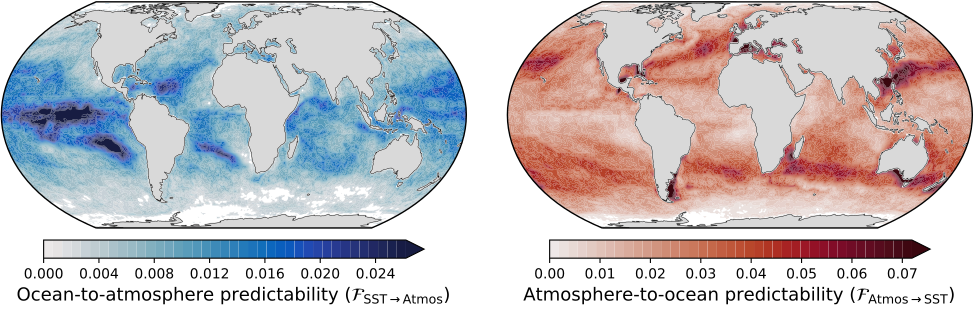 0.000 0.004 0.008 0.012 0.016 0.020 0.024
Ocean-to-atmosphere predictability (ℱSST→Atmos)
0.00 0.01 0.02 0.03 0.04 0.05 0.06 0.07
Atmosphere-to-ocean predictability (ℱAtmos→SST)